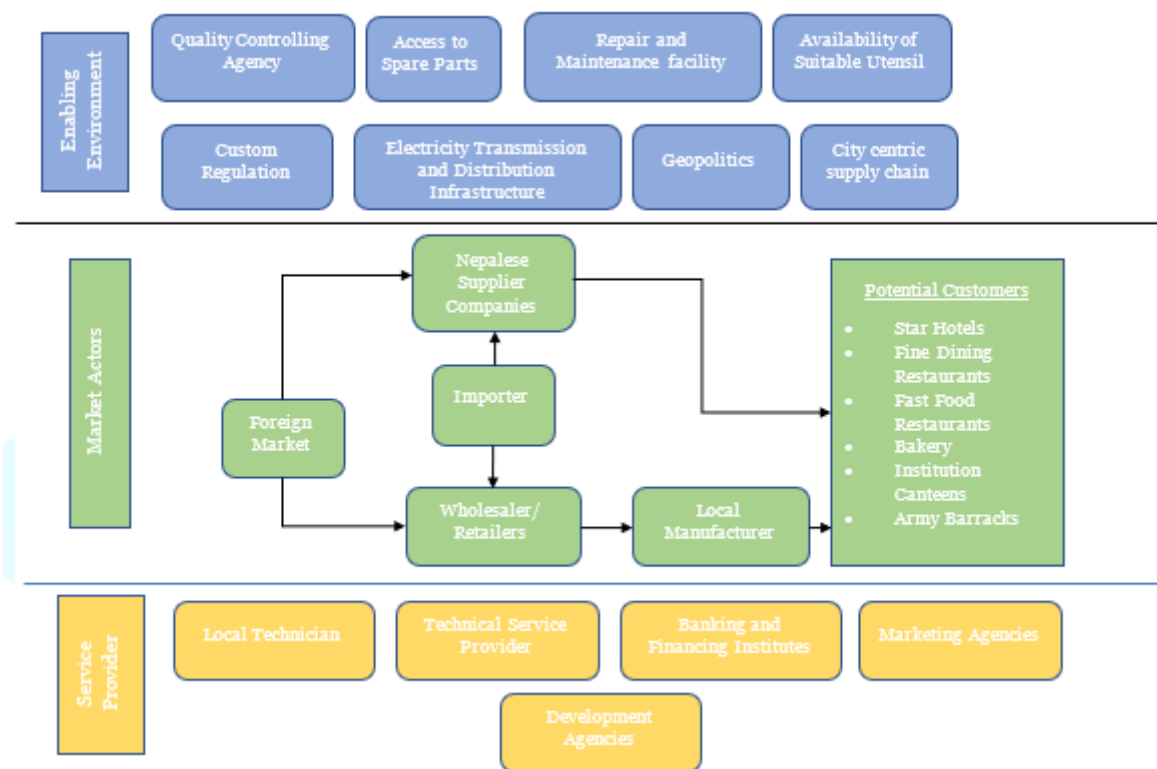 Enabling
Environment
Quality Controlling
Agency
Access to
Spare Parts
Repair and
Maintenance facility
Availability of
Suitable Utensil
Custom
Regulation
Electricity Transmission
and Distribution
Infrastructure
Geopolitics
City centric
supply chain
Market Actors
Nepalese
Supplier
Companies
Importer
Foreign
Market
Wholesaler/
Retailers
Local
Manufacturer
Potential Customers
• Star Hotels
• Fine Dining
Restaurants
• Fast Food
Restaurants
• Bakery
• Institution
Canteens
• Army Barracks
Service
Provider
Local Technician
Technical Service
Provider
Banking and
Financing Institutes
Marketing Agencies
Development
Agencies